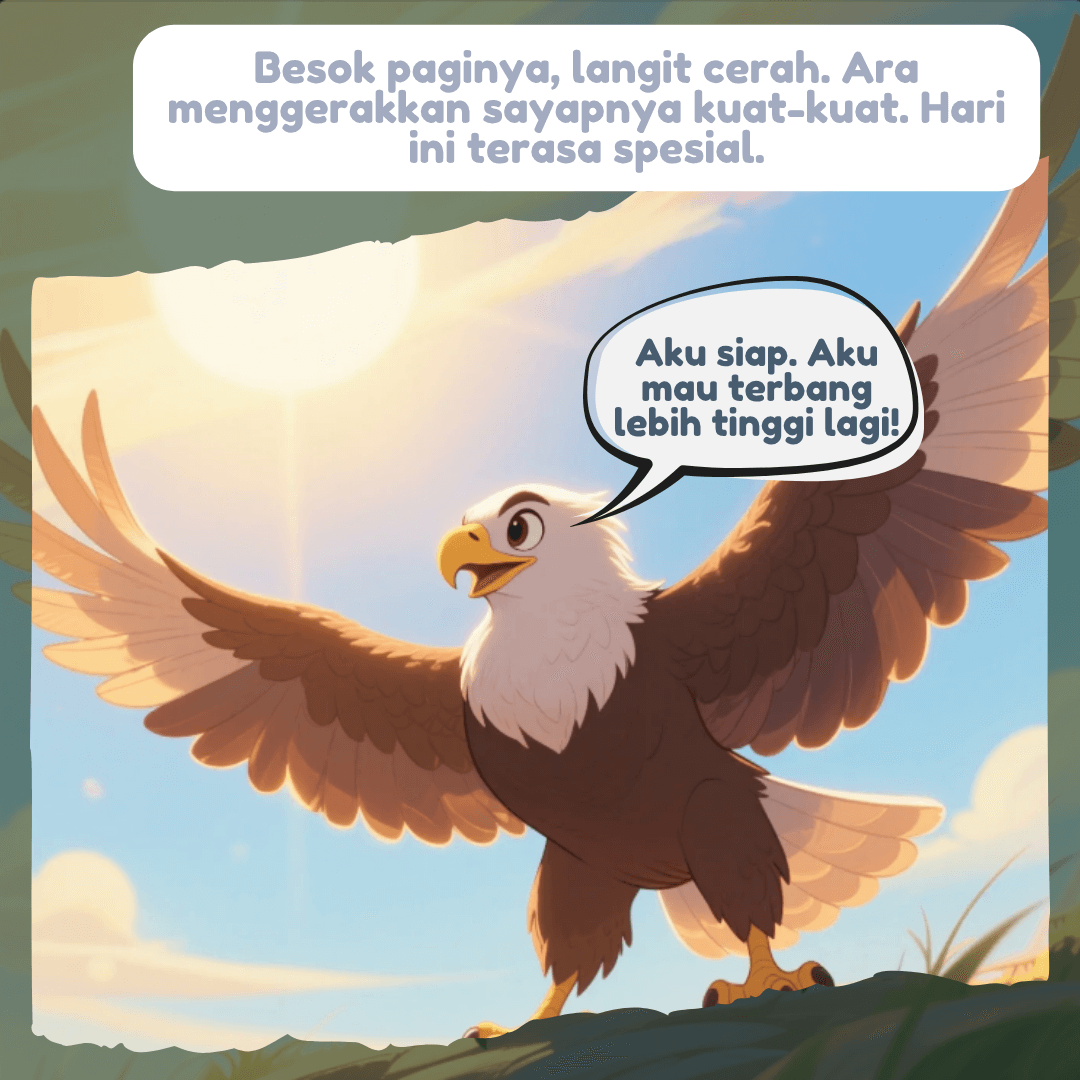 Besok paginya, langit cerah. Ara
menggerakkan sayapnya kuat-kuat. Hari
ini terasa spesial.
Aku siap. Aku
mau terbang
lebih tinggi lagi!